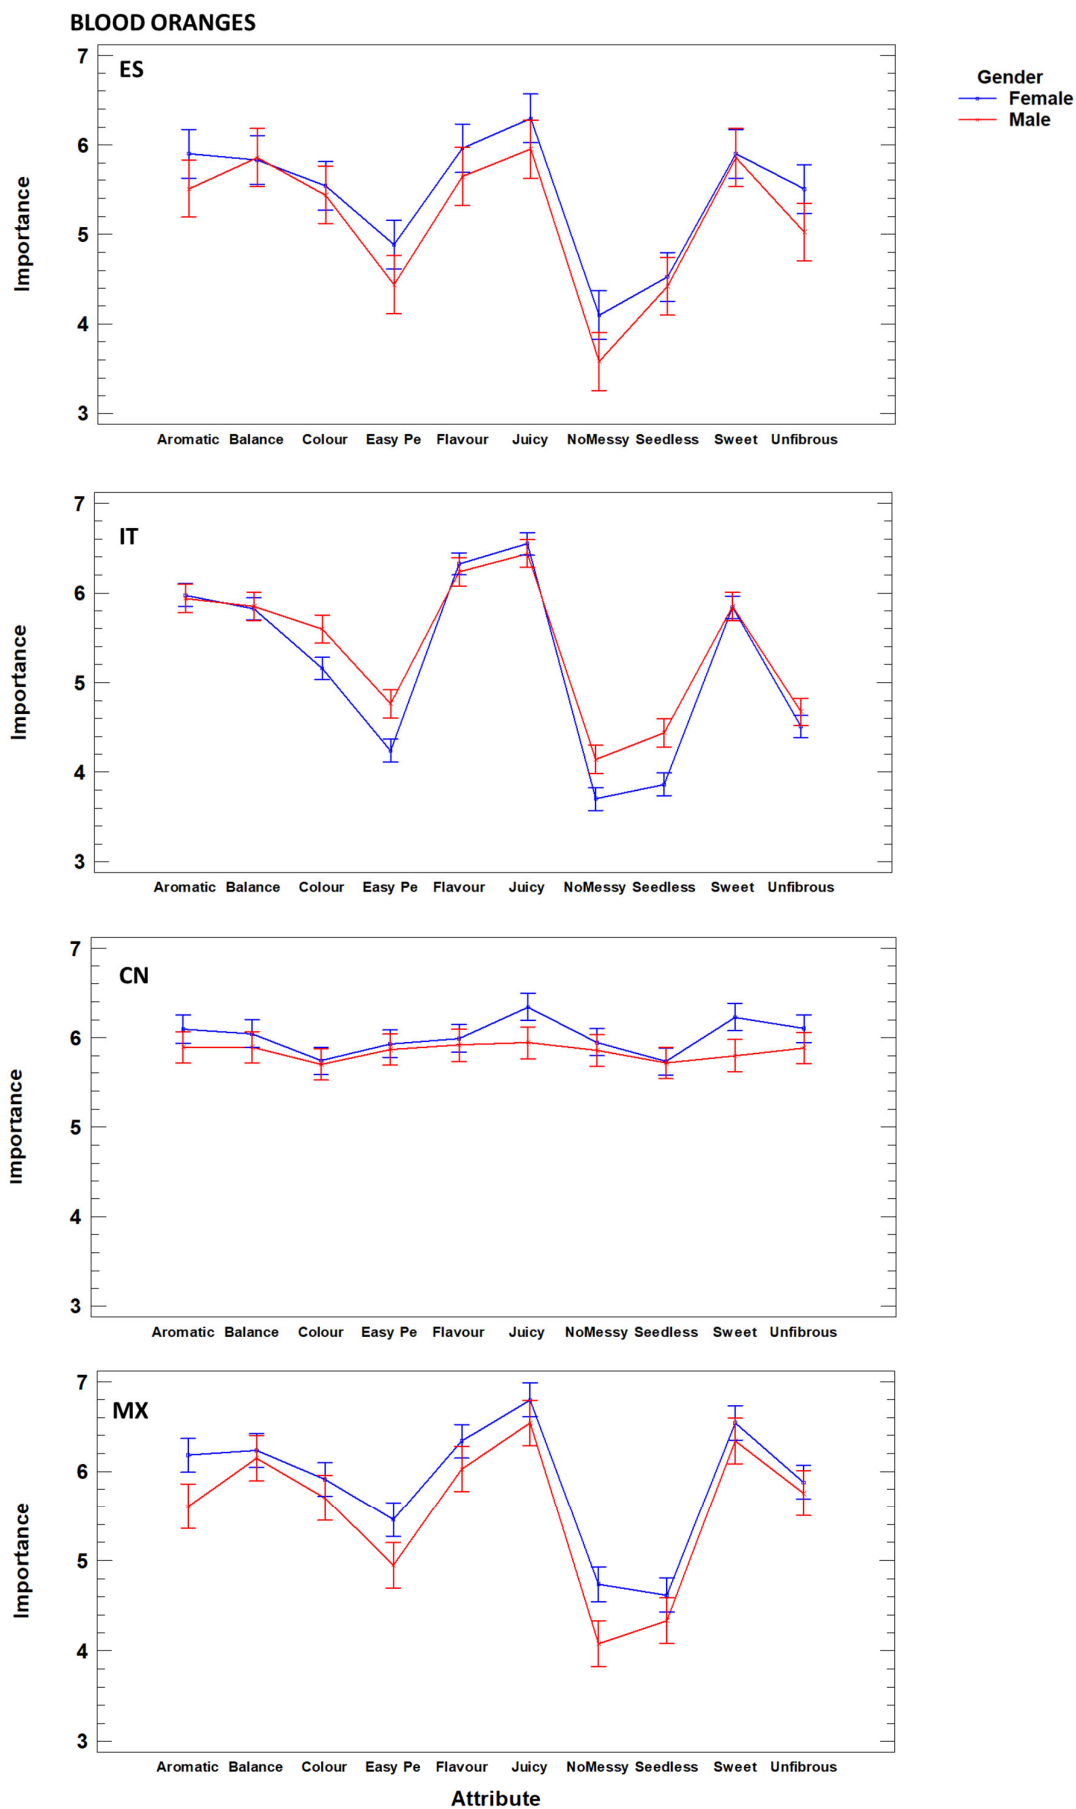 BLOOD ORANGES
7
ES
6
5
4
3
Importance
Aromatic Balance Colour Easy Pe Flavour Juicy NoMessy Seedless Sweet Unfibrous
Gender
Female
Male
7
IT
6
5
4
3
Importance
Aromatic Balance Colour Easy Pe Flavour Juicy NoMessy Seedless Sweet Unfibrous
7
CN
6
5
4
3
Importance
Aromatic Balance Colour Easy Pe Flavour Juicy NoMessy Seedless Sweet Unfibrous
7
MX
6
5
4
3
Importance
Aromatic Balance Colour Easy Pe Flavour Juicy NoMessy Seedless Sweet Unfibrous
Attribute